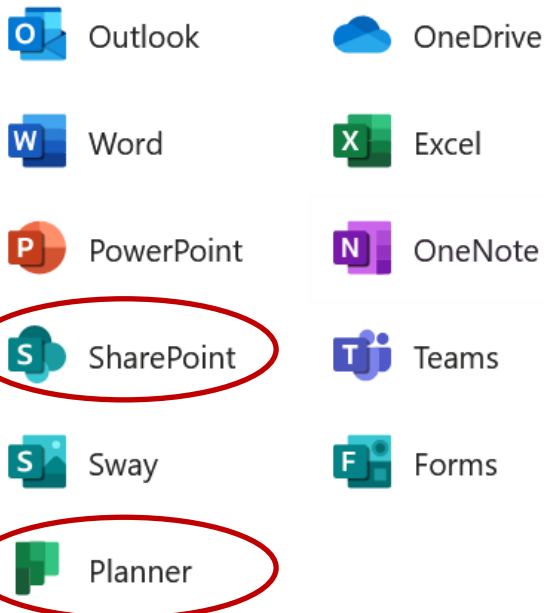 O Outlook
OneDrive
W Word
X Excel
P PowerPoint
N OneNote
S SharePoint
T Teams
S Sway
F Forms
Planner